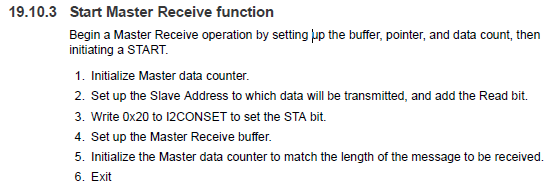 19.10.3 Start Master Receive function
Begin a Master Receive operation by setting up the buffer, pointer, and data count, then
initiating a START.
1. Initialize Master data counter.
2. Set up the Slave Address to which data will be transmitted, and add the Read bit.
3. Write 0x20 to I2CONSET to set the STA bit.
4. Set up the Master Receive buffer.
5. Initialize the Master data counter to match the length of the message to be received.
6. Exit